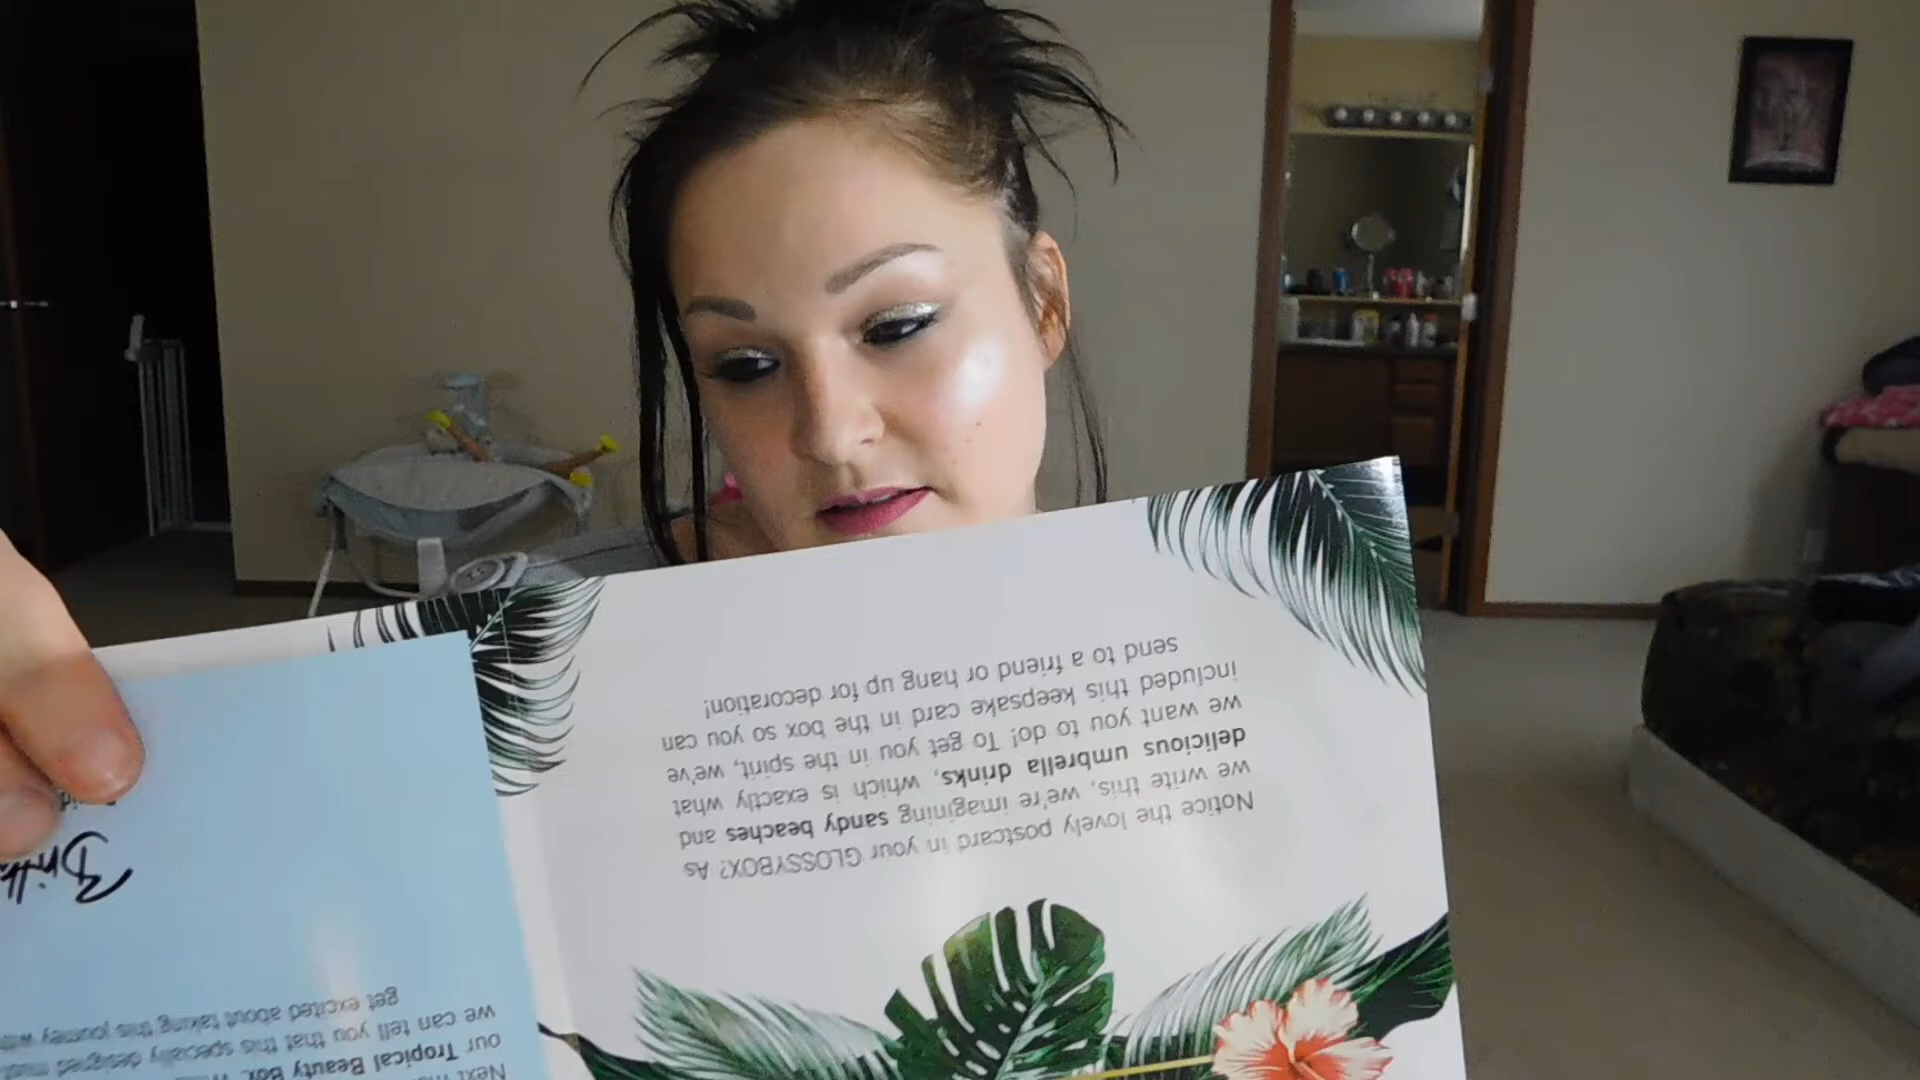 Notice the lovely postcard in your GLOSSYBOX? As
we write this, we're imagining sandy beaches and
delicious umbrella drinks, which is exactly what
we want you to do! To get you in the spirit, we've
included this keepsake card in the box so you can
send to a friend or hang up for decoration!
Next
our Tropical Beauty Box.
we can tell you that this specially designed
get excited about taking this journey